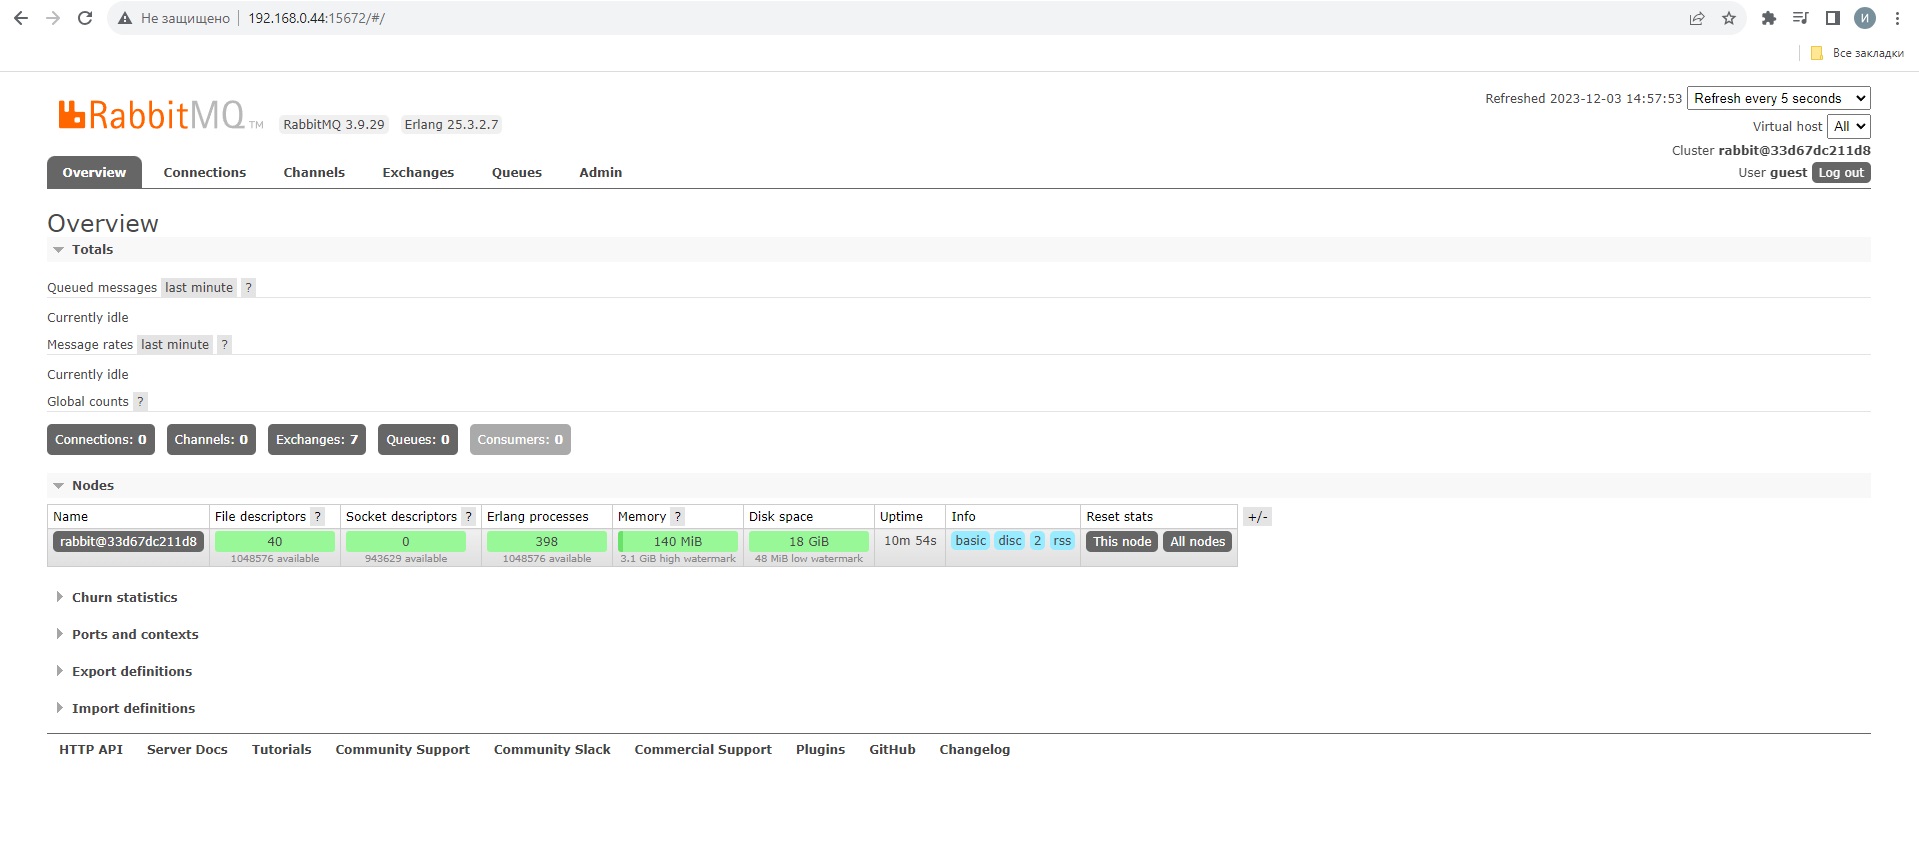 Не защищено 192.168.0.44:15672/#/ И
Все закладки
RabbitMQ TM RabbitMQ 3.9.29 Erlang 25.3.2.7
Refreshed 2023-12-03 14:57:53 Refresh every 5 seconds
Virtual host All
Cluster rabbit@33d67dc211d8
User guest Log out
Overview Connections Channels Exchanges Queues Admin
Overview
Totals
Queued messages last minute ?
Currently idle
Message rates last minute ?
Currently idle
Global counts ?
Connections: 0 Channels: 0 Exchanges: 7 Queues: 0 Consumers: 0
Nodes
Name File descriptors ? Socket descriptors ? Erlang processes Memory ? Disk space Uptime Info Reset stats +/-
rabbit@33d67dc211d8 40 0 398 140 MiB 18 GiB 10m 54s basic disc 2 rss This node All nodes
1048576 available 943629 available 1048576 available 3.1 GiB high watermark 48 MiB low watermark
Churn statistics
Ports and contexts
Export definitions
Import definitions
HTTP API Server Docs Tutorials Community Support Community Slack Commercial Support Plugins GitHub Changelog